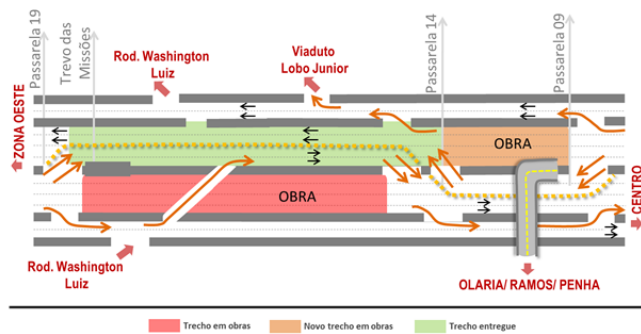 Passarela 19
Trevo das
Missões
Rod. Washington
Luiz
Viaduto
Lobo Junior
Passarela 14
Passarela 09
ZONA OESTE
OBRA
OBRA
CENTRO
Rod. Washington
Luiz
OLARIA/ RAMOS/ PENHA
Trecho em obras
Novo trecho em obras
Trecho entregue